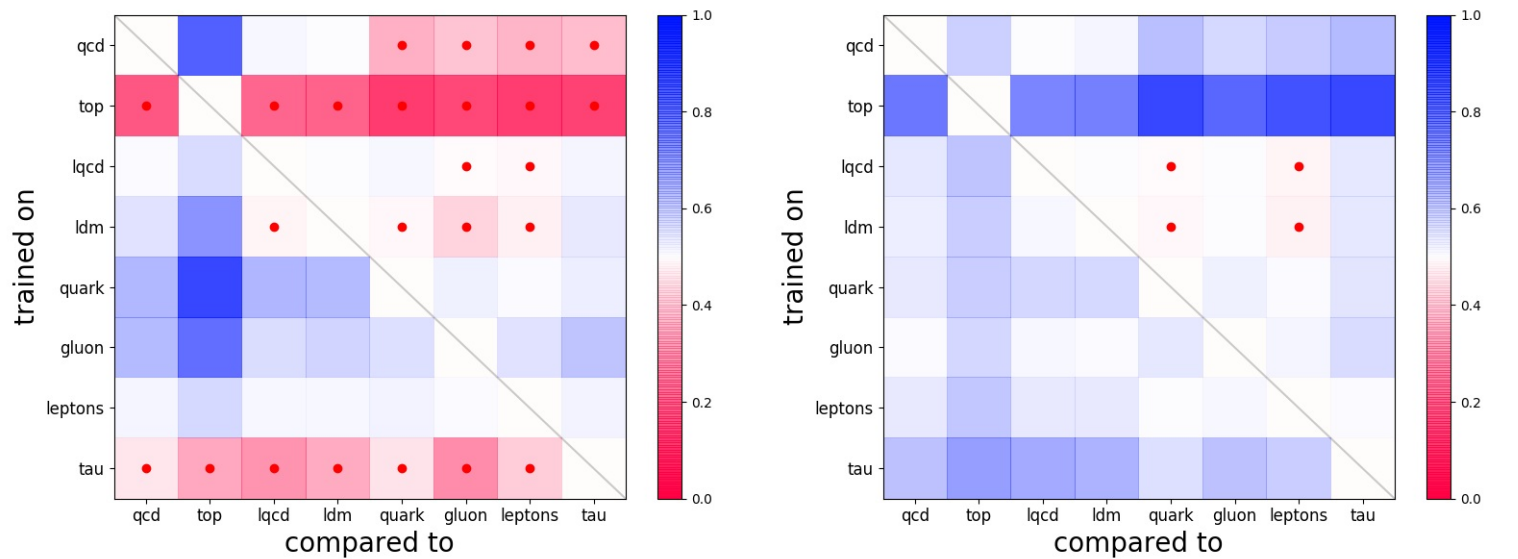 trained on
qcd
top
lqcd
ldm
quark
gluon
leptons
tau
qcd top lqcd ldm quark gluon leptons tau
compared to
1.0
0.8
0.6
0.4
0.2
0.0
trained on
qcd
top
lqcd
ldm
quark
gluon
leptons
tau
qcd top lqcd ldm quark gluon leptons tau
compared to
1.0
0.8
0.6
0.4
0.2
0.0